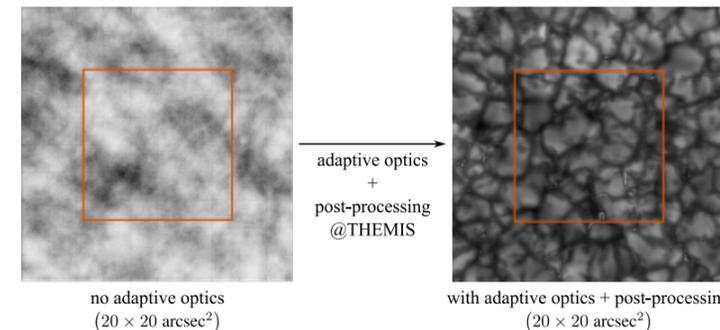 adaptive optics
+
post-processing
@THEMIS
no adaptive optics
(20 × 20 arcsec²)
with adaptive optics + post-processin
(20 × 20 arcsec²)